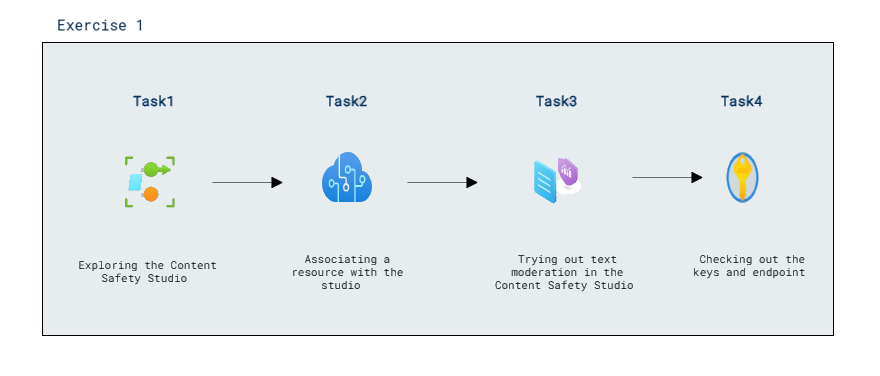 Exercise 1
Task1
Task2
Task3
Task4
Exploring the Content
Safety Studio
Associating a
resource with the
studio
Trying out text
moderation in the
Content Safety Studio
Checking out the
keys and endpoint